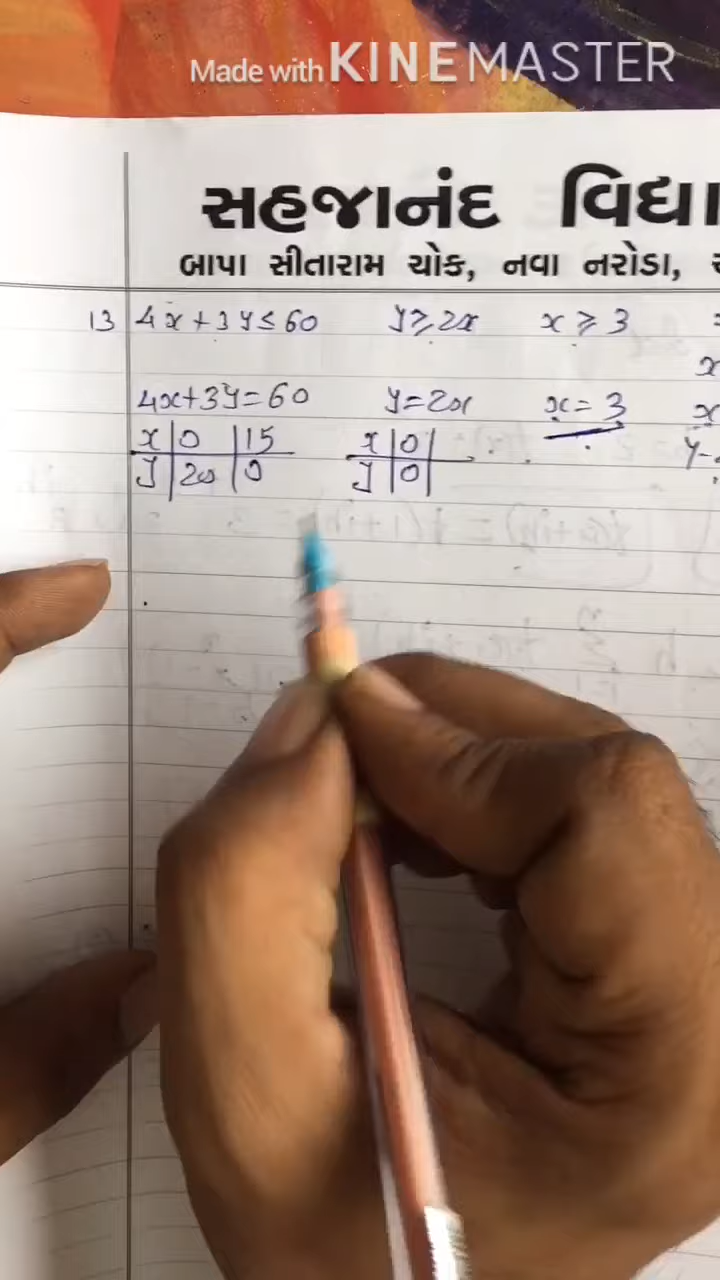 Made with KINEMASTER
સહજાનંદ વિદ્યા
બાપા સીતારામ ચોક, નવા નરોડા,
13 4x+3y≤60 y≥2x x≥3
x
4x+3y=60 y=2x x=3 x
x 0 15 x 0
y 20 0 y 0 y-